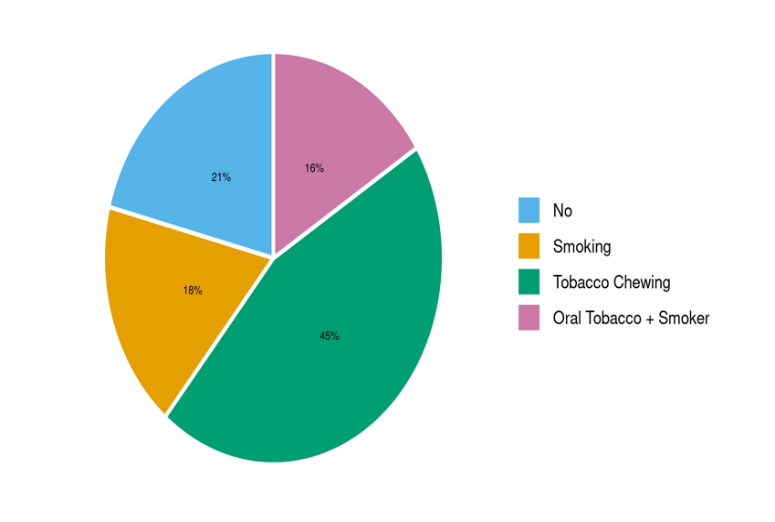 16%
21%
18%
45%
No
Smoking
Tobacco Chewing
Oral Tobacco + Smoker